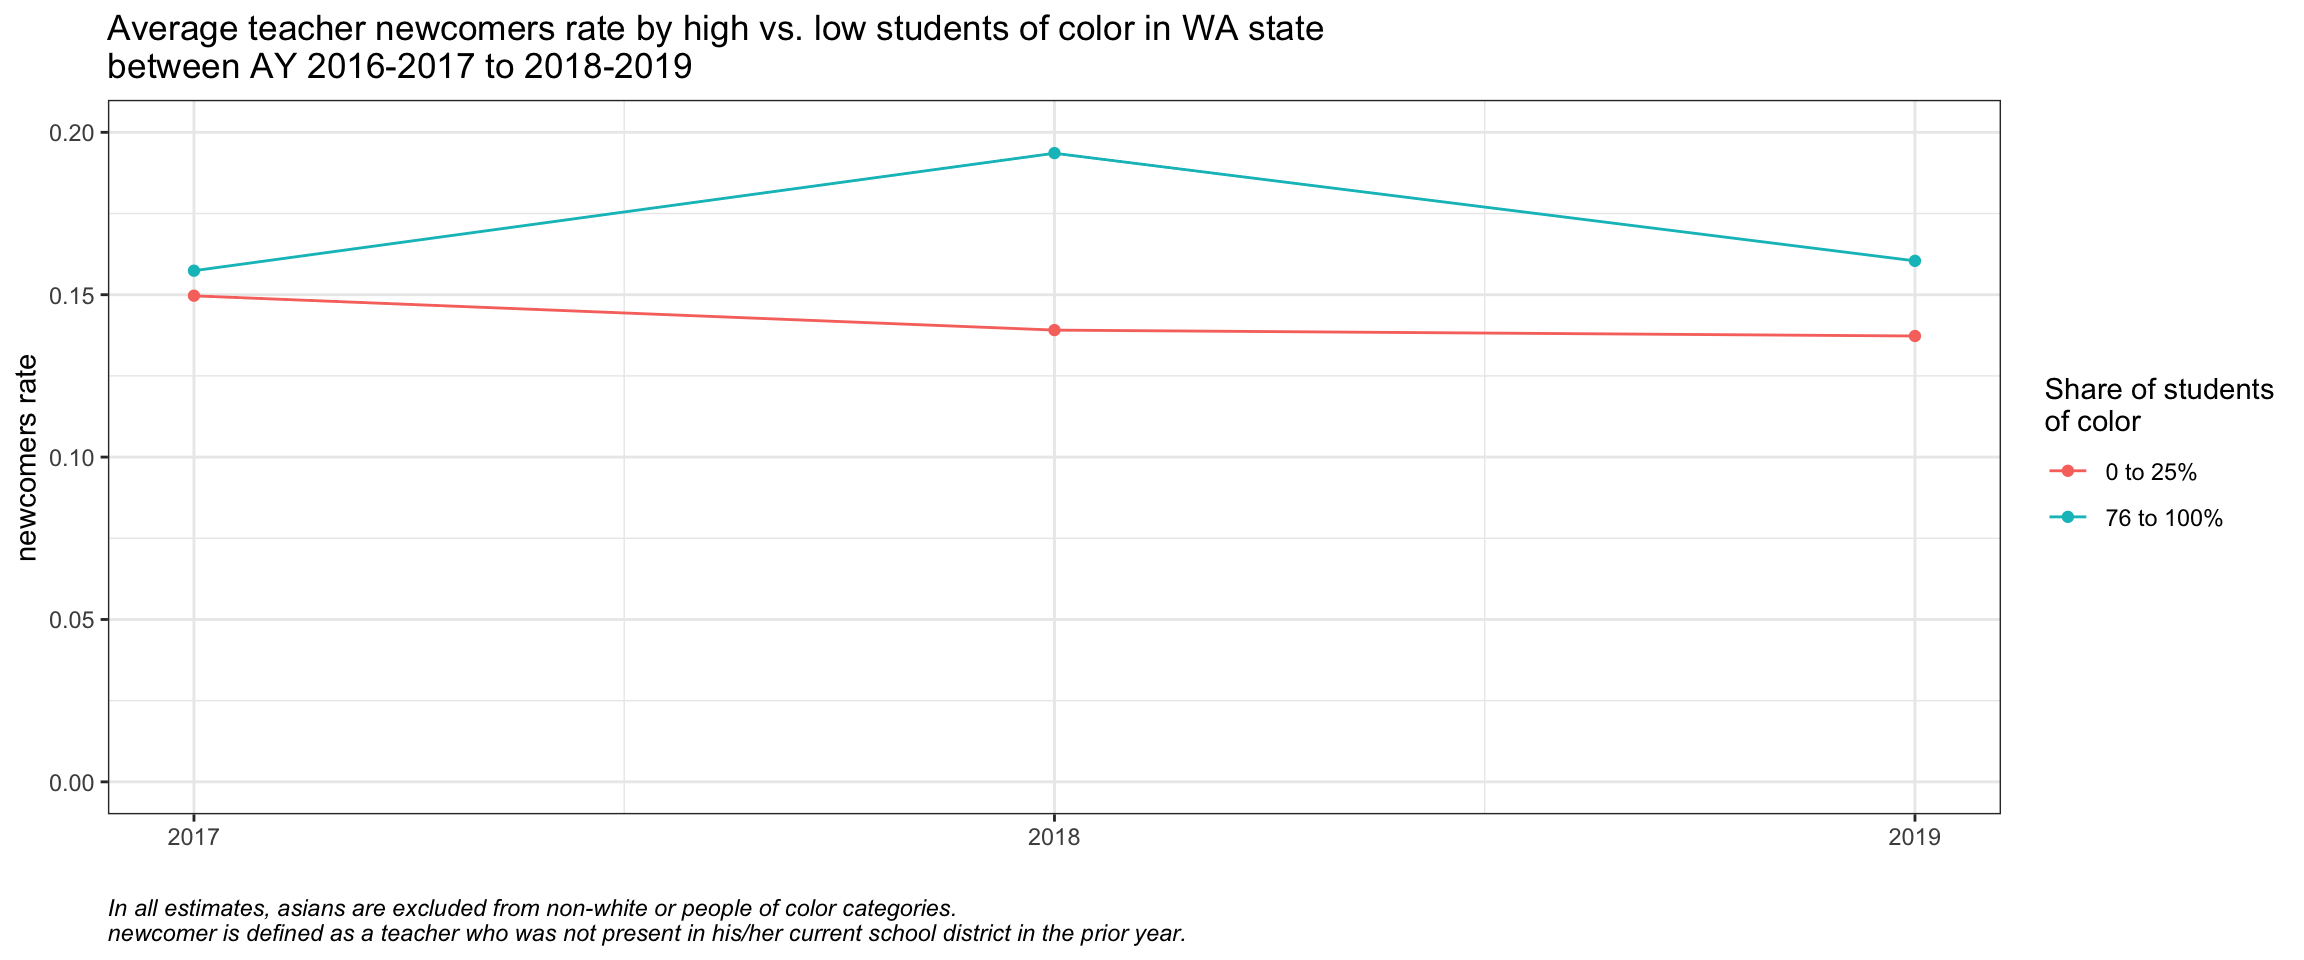 Average teacher newcomers rate by high vs. low students of color in WA state
between AY 2016-2017 to 2018-2019
newcomers rate
0.20
0.15
0.10
0.05
0.00
2017
2018
2019
Share of students
of color
0 to 25%
76 to 100%
In all estimates, asians are excluded from non-white or people of color categories.
newcomer is defined as a teacher who was not present in his/her current school district in the prior year.